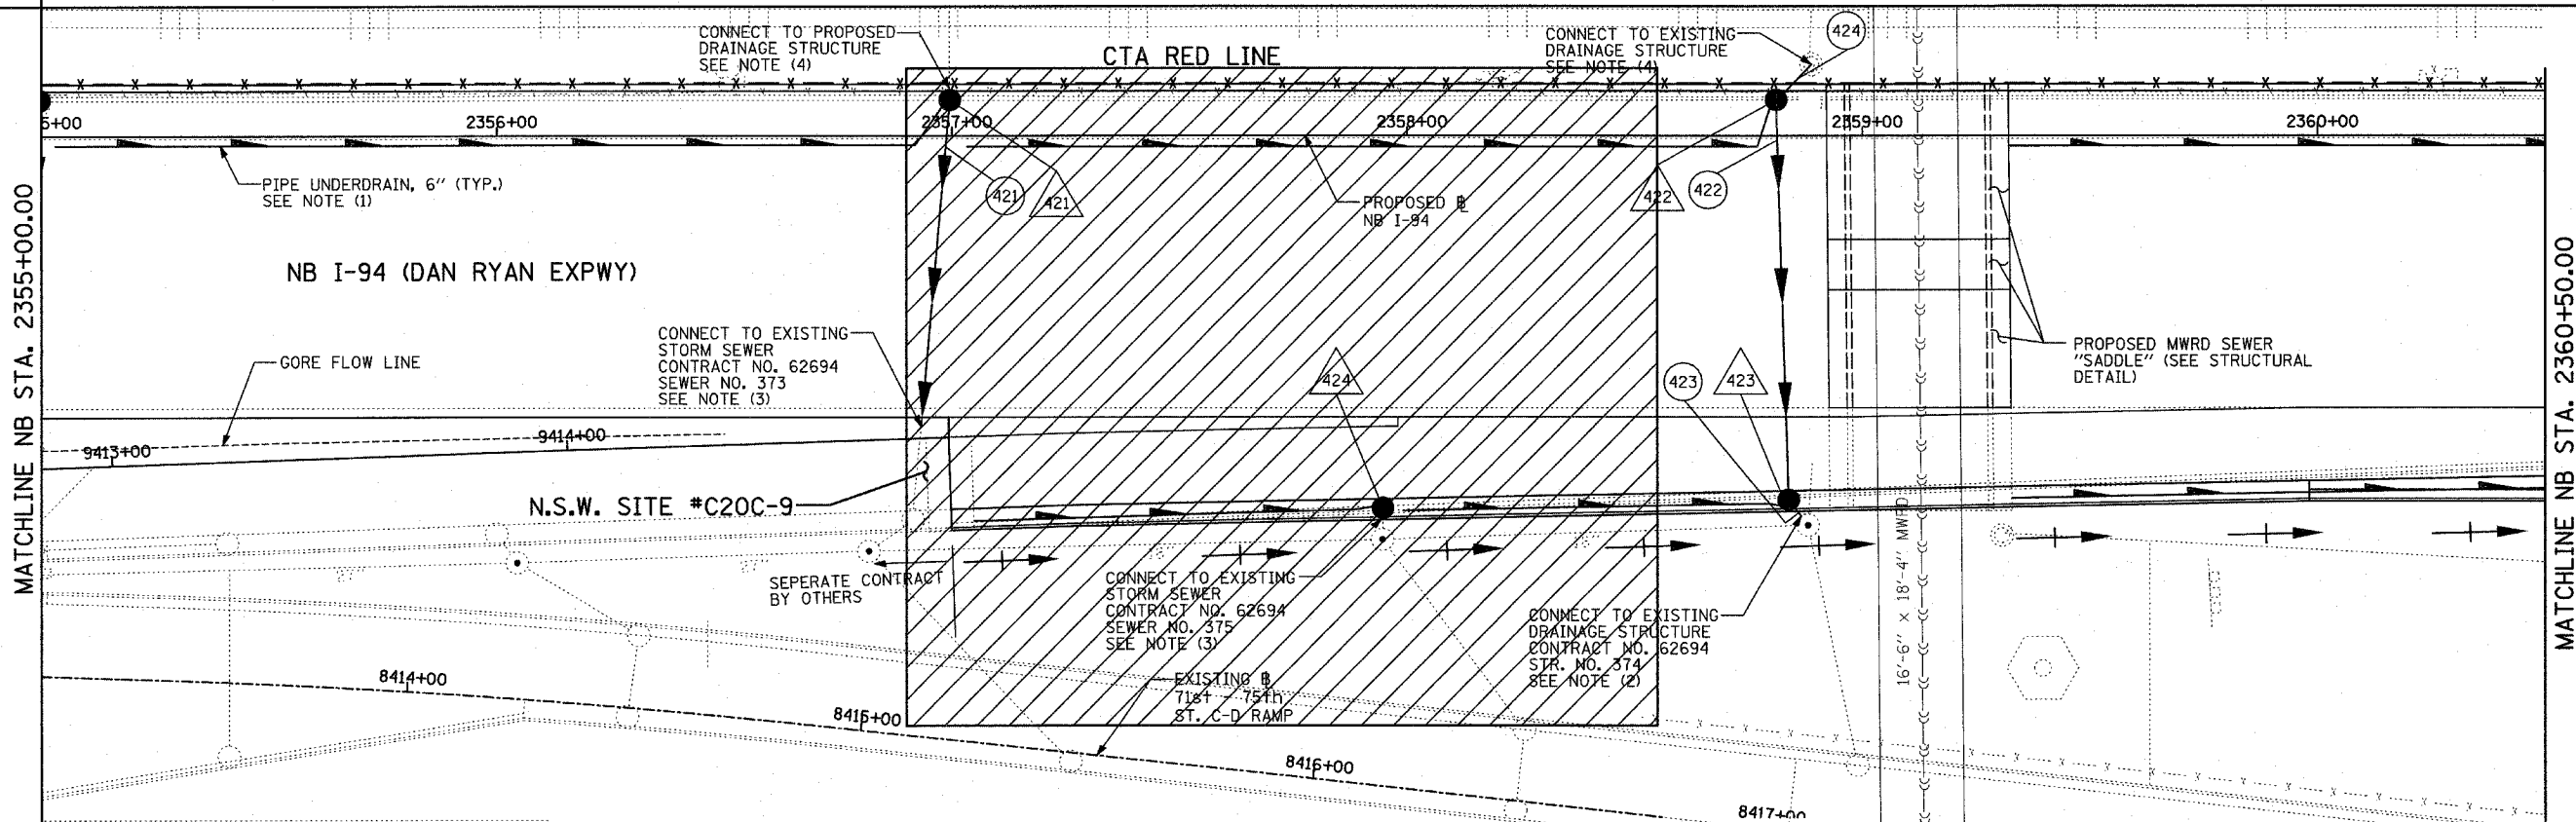 CONNECT TO PROPOSED
DRAINAGE STRUCTURE
SEE NOTE (4)
CTA RED LINE
CONNECT TO EXISTING
DRAINAGE STRUCTURE
SEE NOTE (4)
424
5+00
2356+00
2357+00
2358+00
2359+00
2360+00
PIPE UNDERDRAIN, 6" (TYP.)
SEE NOTE (1)
421
421
PROPOSED B
NB I-94
422
422
MATCHLINE NB STA. 2355+00.00
NB I-94 (DAN RYAN EXPWY)
GORE FLOW LINE
CONNECT TO EXISTING
STORM SEWER
CONTRACT NO. 62694
SEWER NO. 373
SEE NOTE (3)
424
423
423
PROPOSED MWRD SEWER
"SADDLE" (SEE STRUCTURAL
DETAIL)
MATCHLINE NB STA. 2360+50.00
9413+00
9414+00
N.S.W. SITE #C20C-9
SEPERATE CONTRACT
BY OTHERS
CONNECT TO EXISTING
STORM SEWER
CONTRACT NO. 62694
SEWER NO. 375
SEE NOTE (3)
CONNECT TO EXISTING
DRAINAGE STRUCTURE
CONTRACT NO. 62694
STR. NO. 374
SEE NOTE (2)
16'-6" x 18'-4" MWRD
EXISTING B
71st - 75th
ST. C-D RAMP
8414+00
8415+00
8416+00
8417+00